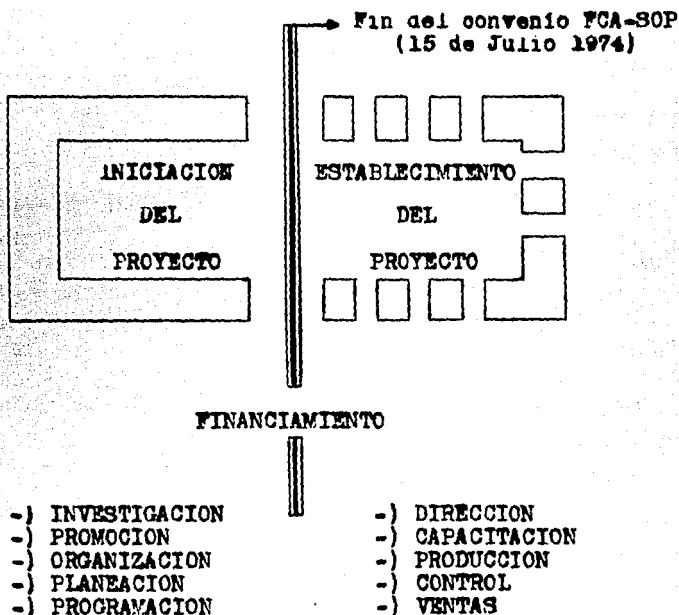 Fin del convenio FCA-SOP
(15 de Julio 1974)
INICIACION
DEL
PROYECTO
ESTABLECIMIENTO
DEL
PROYECTO
FINANCIAMIENTO
-) INVESTIGACION
-) PROMOCION
-) ORGANIZACION
-) PLANEACION
-) PROGRAMACION
-) DIRECCION
-) CAPACITACION
-) PRODUCCION
-) CONTROL
-) VENTAS